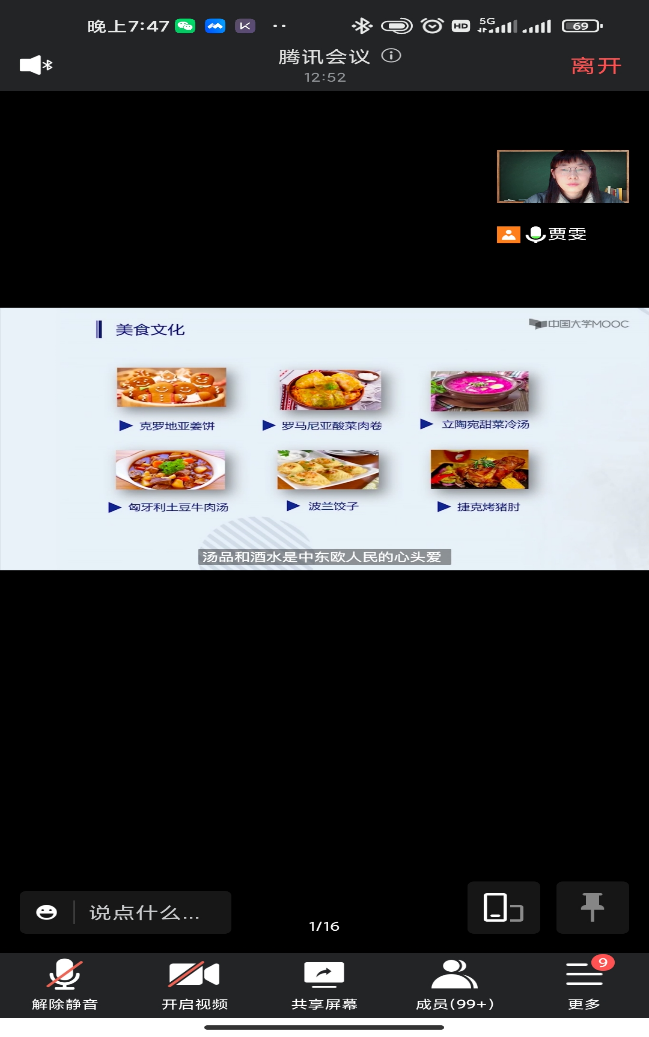 晚上7:47
HD
5G
69
腾讯会议
12:52
离开
贾雯
美食文化
中国大学MOOC
克罗地亚姜饼
罗马尼亚酸菜肉卷
立陶宛甜菜冷汤
匈牙利土豆牛肉汤
波兰饺子
捷克烤猪肘
汤品和酒水是中东欧人民的心头爱
说点什么...
1/16
9
解除静音
开启视频
共享屏幕
成员(99+)
更多